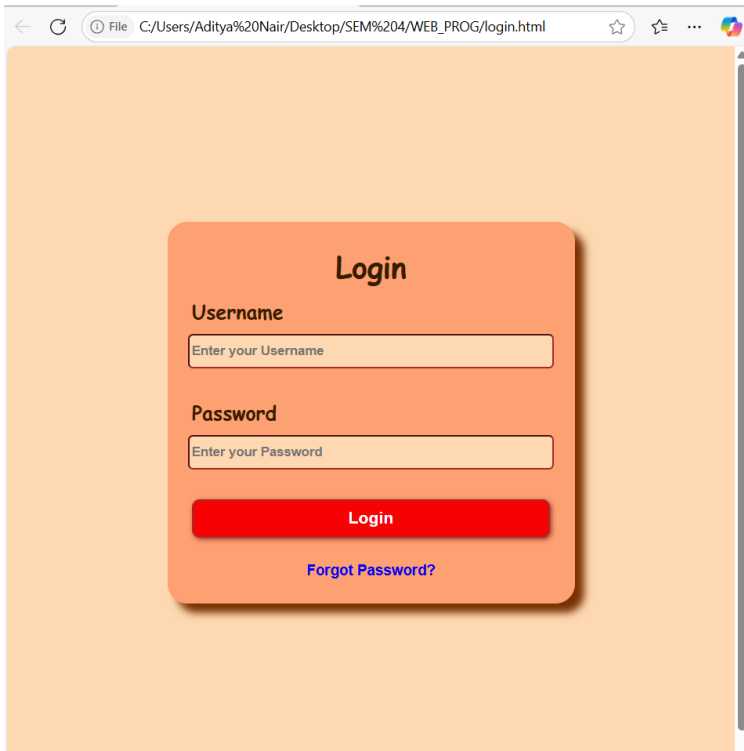 File C:/Users/Aditya%20Nair/Desktop/SEM%204/WEB_PROG/login.html
Login
Username
Enter your Username
Password
Enter your Password
Login
Forgot Password?